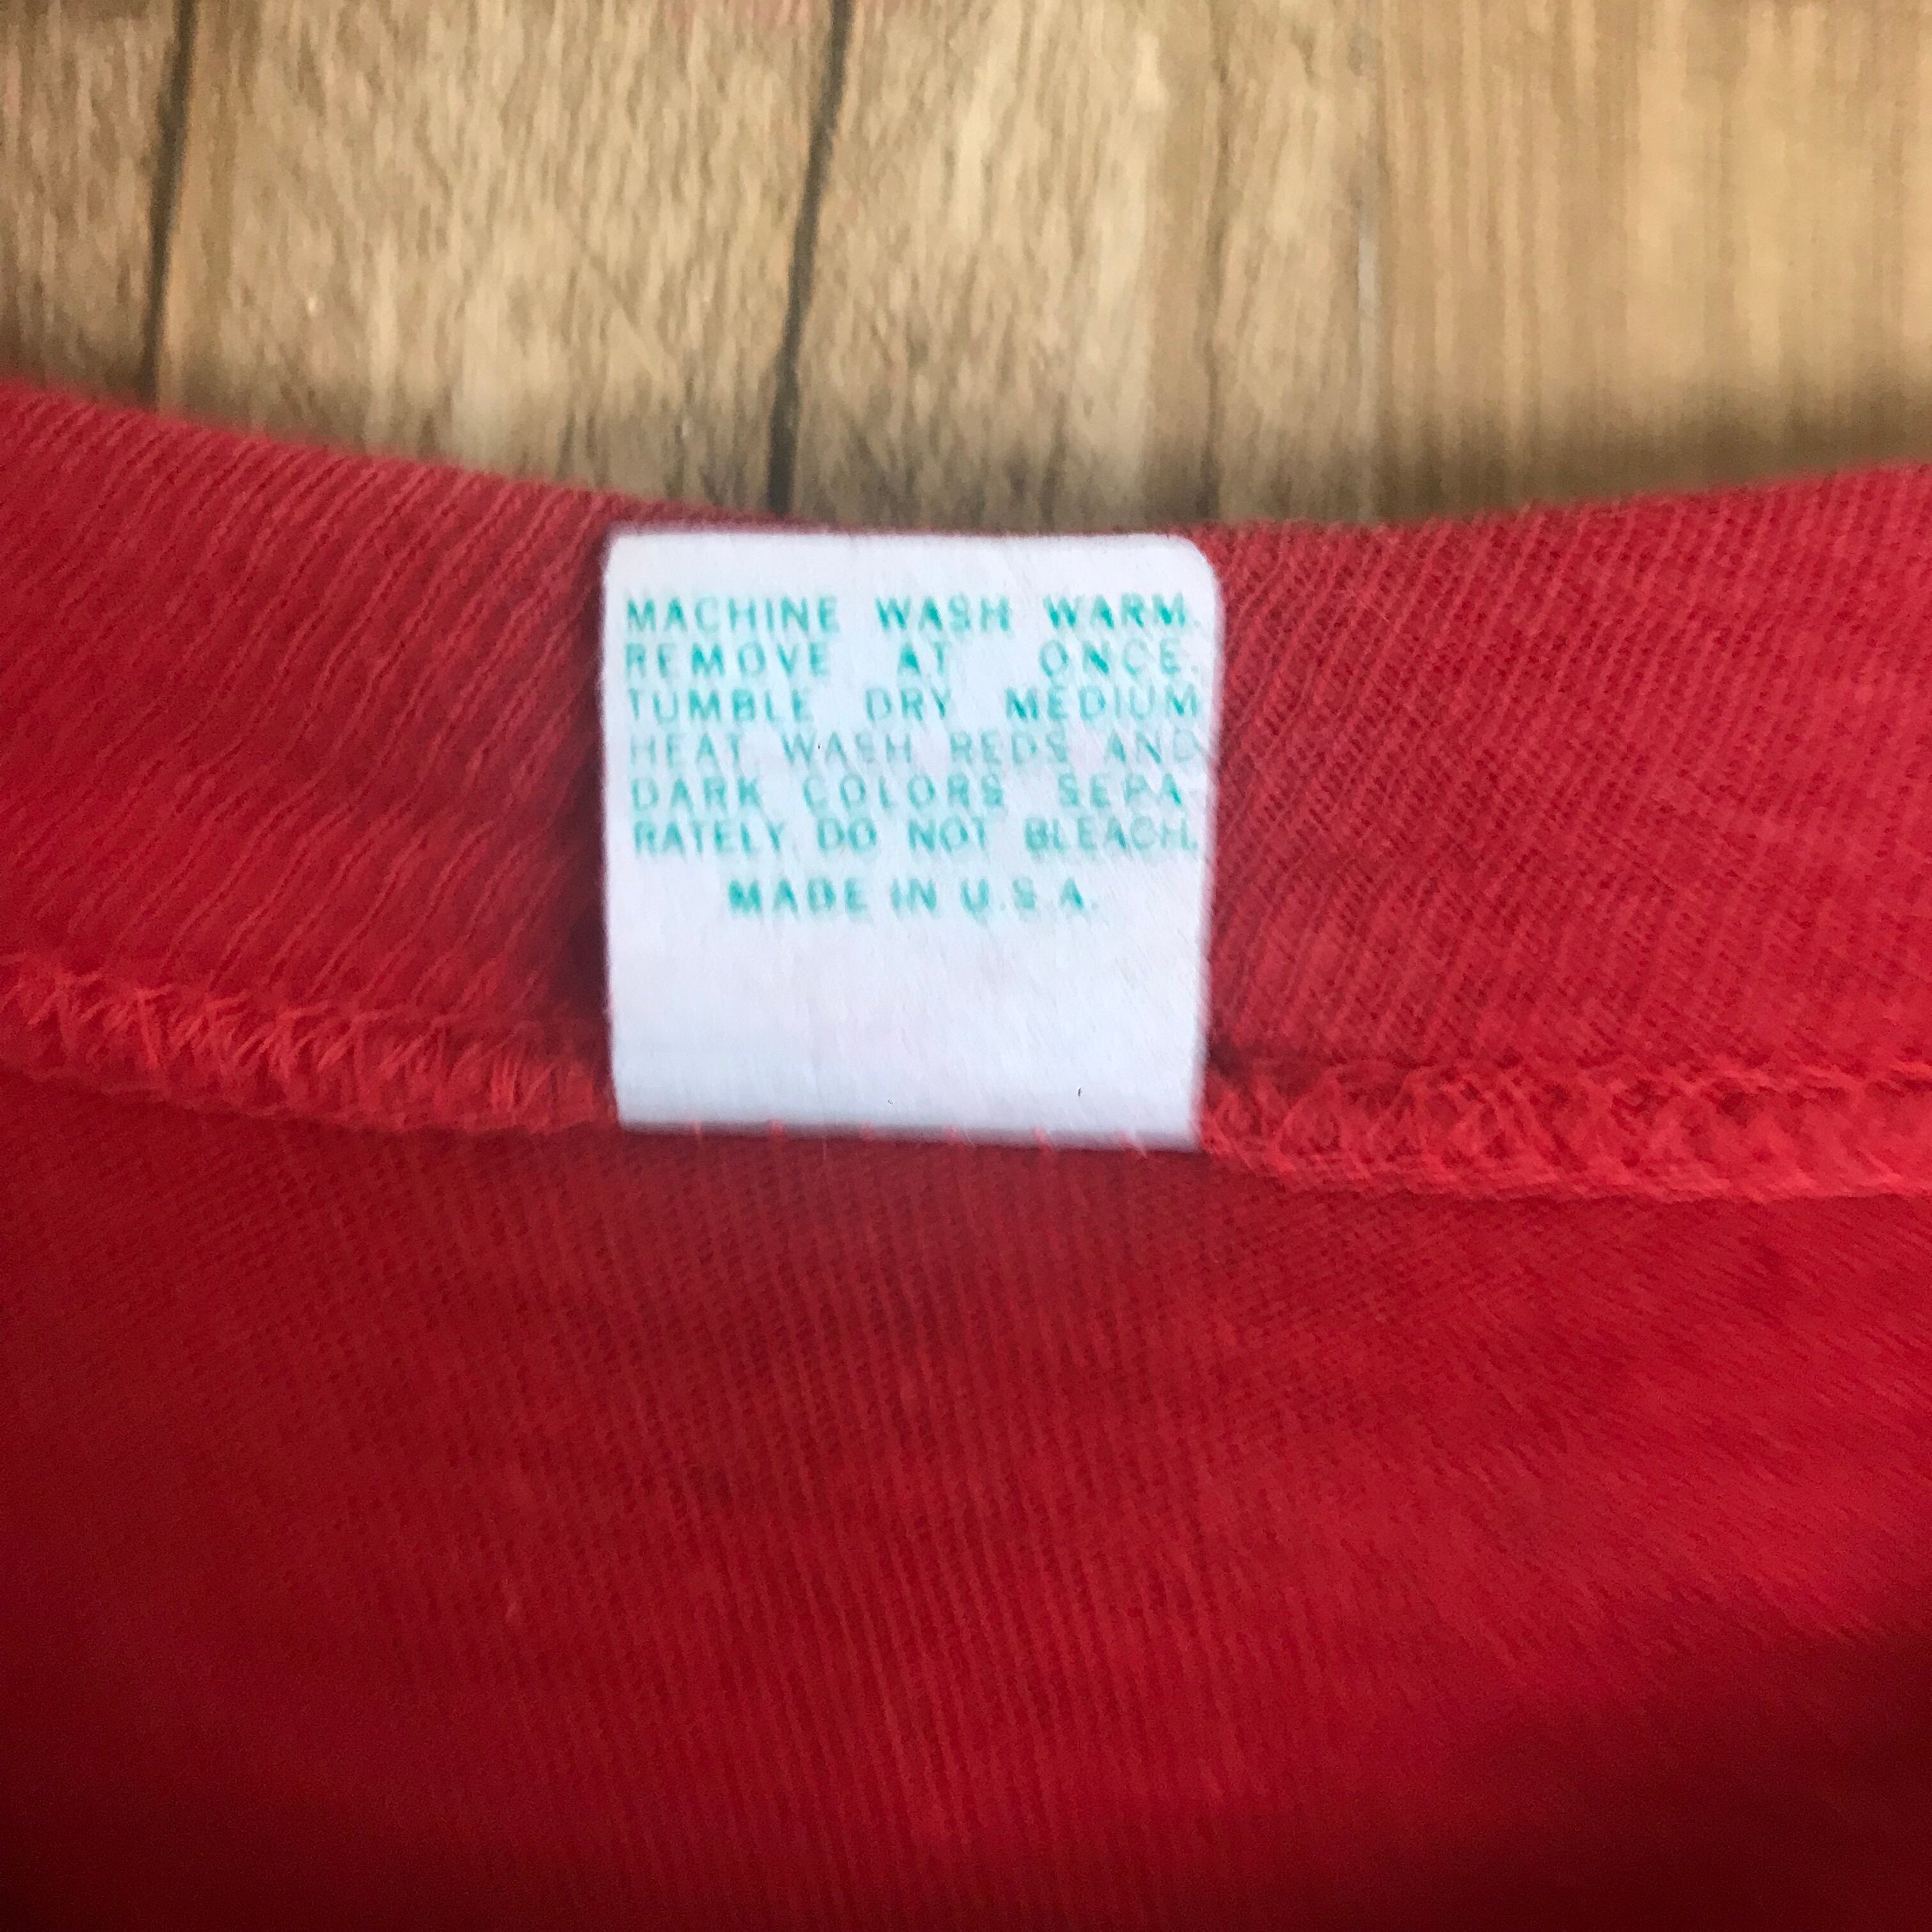 MACHINE WASH WARM.
REMOVE AT ONCE.
TUMBLE DRY MEDIUM
HEAT WASH REDS AND
DARK COLORS SEPA
RATELY. DO NOT BLEACH.
MADE IN U.S.A.